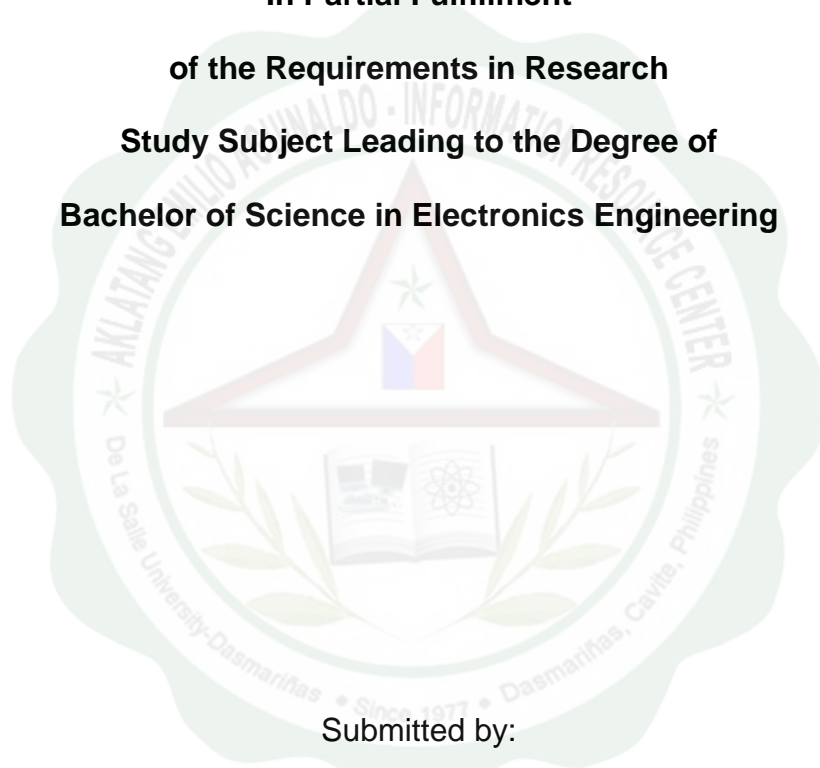 In Partial Fulfillment
of the Requirements in Research
Study Subject Leading to the Degree of
Bachelor of Science in Electronics Engineering
AKLATANG EMILIO AGUINALDO - INFORMATION RESOURCE CENTER
De La Salle University-Dasmariñas • Since 1977 • Dasmariñas, Cavite, Philippines
Submitted by: